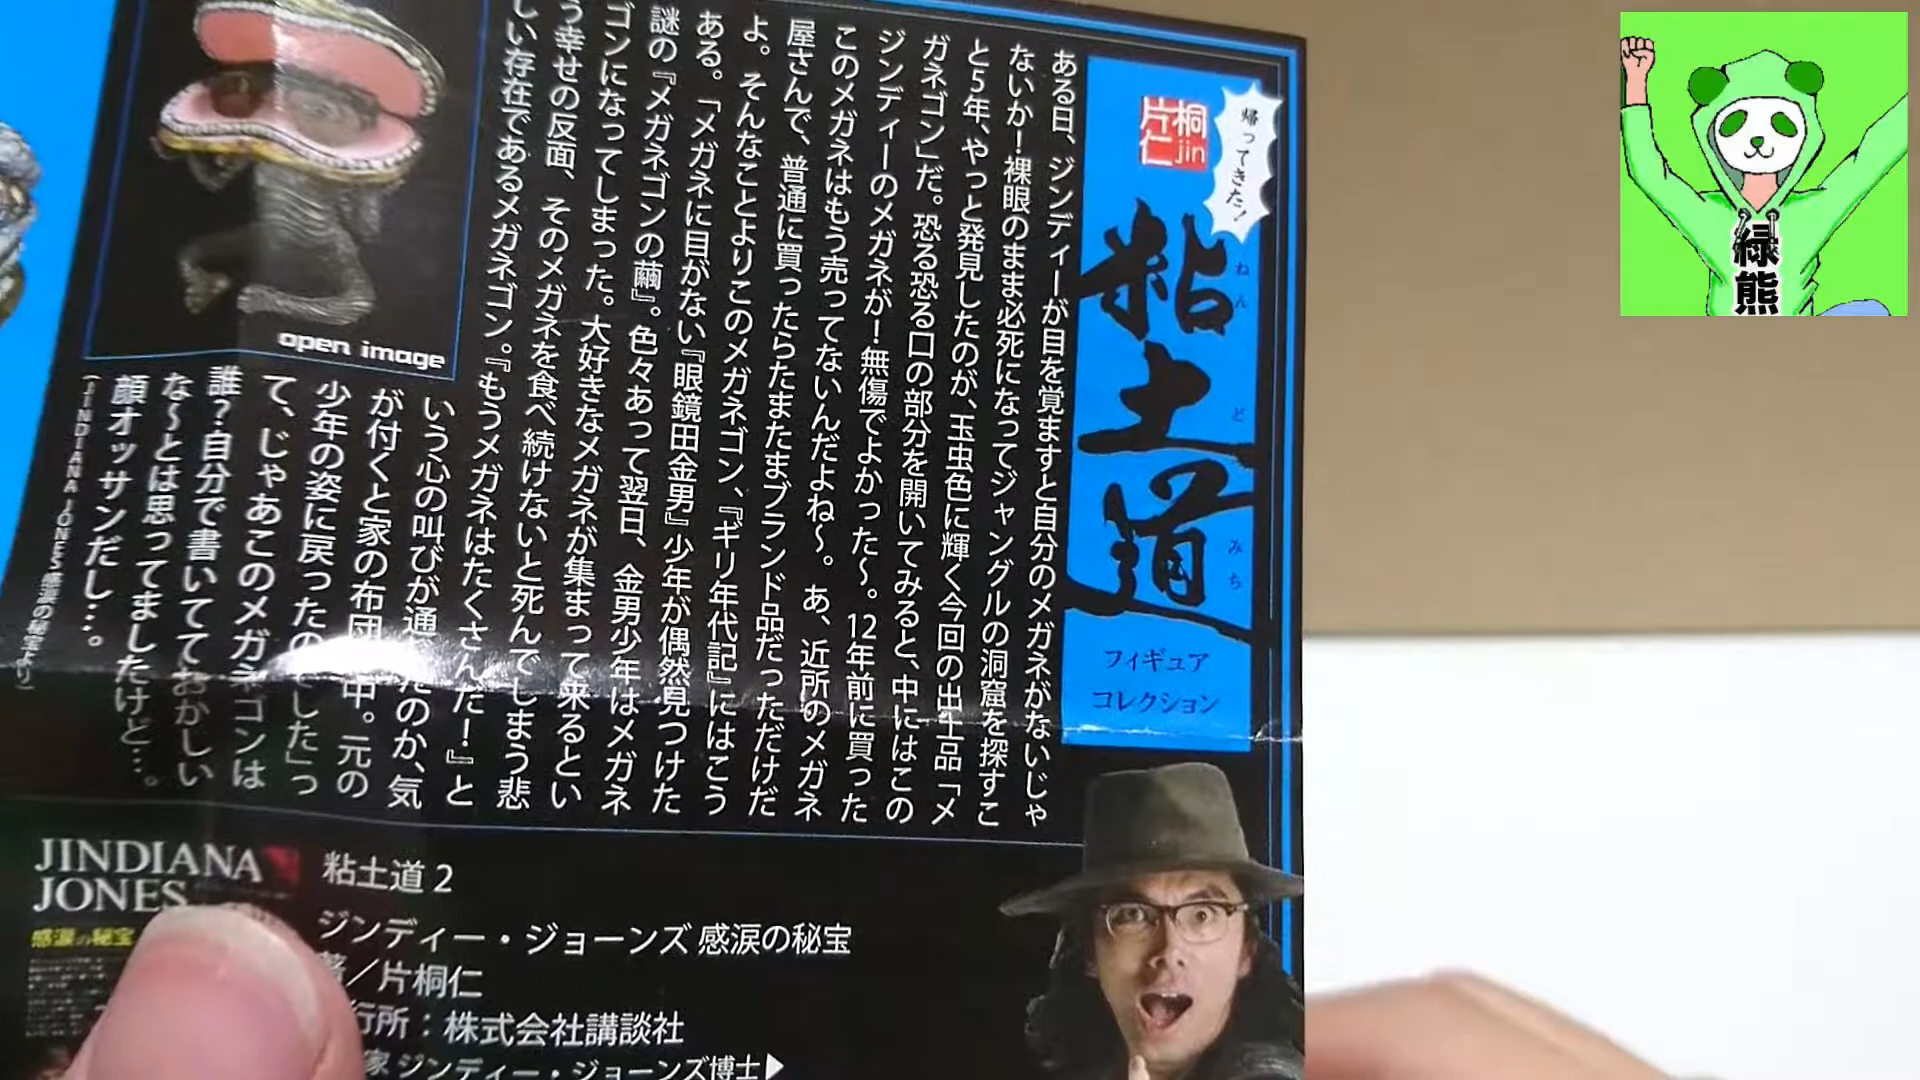 帰ってきた!
片桐仁
jin
粘土道
ねんどみち
フィギュア
コレクション
ある日、ジンディーが目を覚ますと自分のメガネがないじゃ
ないか!裸眼のまま必死になってジャングルの洞窟を探すこ
と5年、やっと発見したのが、玉虫色に輝く今回の出土品「メ
ガネゴン」だ。恐る恐る口の部分を開いてみると、中にはこの
ジンディーのメガネが!無傷でよかった〜。12年前に買った
このメガネはもう売ってないんだよね〜。あ、近所のメガネ
屋さんで、普通に買ったらたまたまブランド品だっただけだ
よ。そんなことよりこのメガネゴン、『ギリ年代記』にはこう
ある。「メガネに目がない『眼鏡田金男』少年が偶然見つけた
謎の『メガネゴンの繭』。色々あって翌日、金男少年はメガネ
ゴンになってしまった。大好きなメガネが集まって来るとい
う幸せの反面、そのメガネを食べ続けないと死んでしまう悲
しい存在であるメガネゴン。『もうメガネはたくさんだ!』と
いう心の叫びが通 たのか、気
が付くと家の布団 中。元の
少年の姿に戻ったの した」っ
て、じゃあこのメガネゴンは
誰?自分で書いてておかしい
な〜とは思ってましたけど…。
顔オッサンだし…。
(JINDIANA JONES 感涙の秘宝より)
open image
JINDIANA
JONES
感涙の秘宝
粘土道 2
ジンディー・ジョーンズ 感涙の秘宝
著/片桐仁
行所:株式会社講談社
家 ジンディー・ジョーンズ博士▶
緑
熊